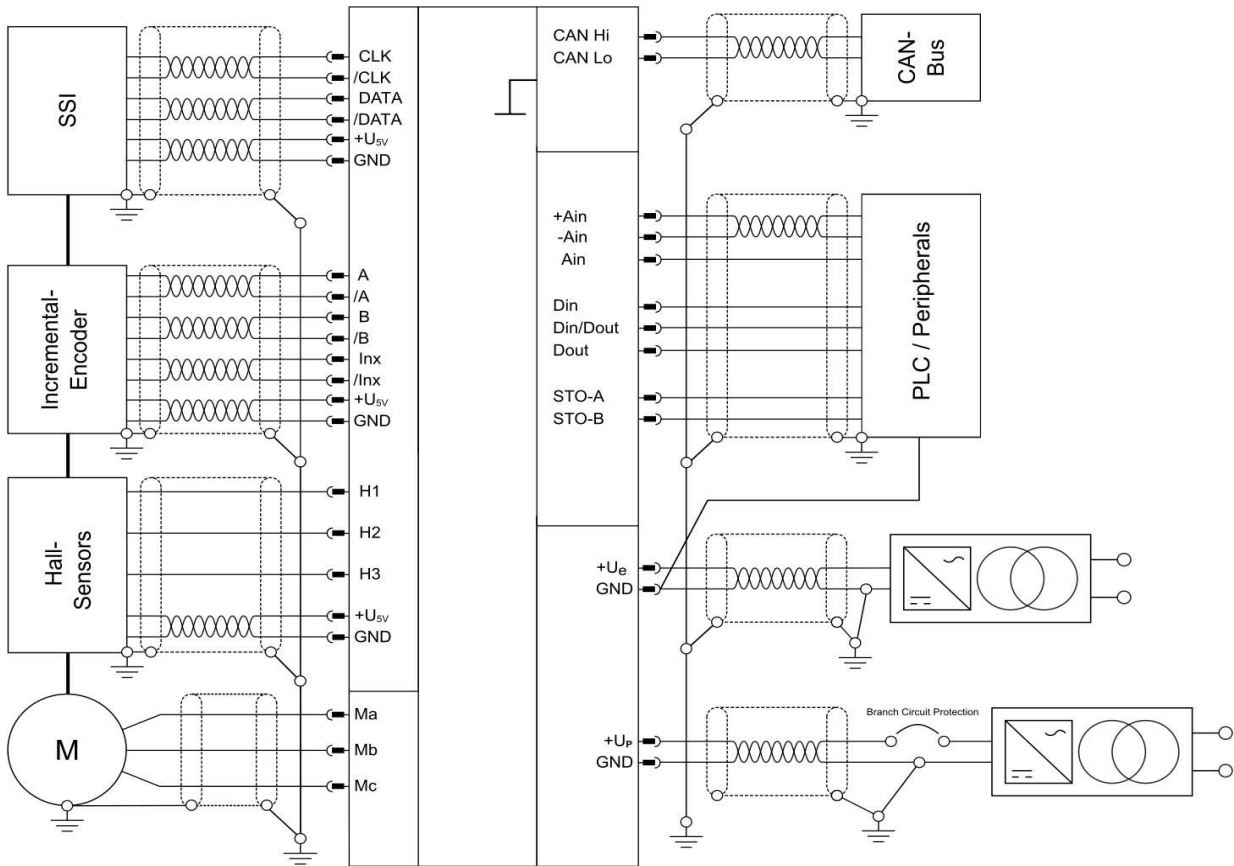 SSI
CLK
/CLK
DATA
/DATA
+U5V
GND
Incremental-
Encoder
A
/A
B
/B
Inx
/Inx
+U5V
GND
Hall-
Sensors
H1
H2
H3
+U5V
GND
M
Ma
Mb
Mc
CAN Hi
CAN Lo
CAN-
Bus
+Ain
-Ain
Ain
Din
Din/Dout
Dout
STO-A
STO-B
PLC / Peripherals
+Ue
GND
Branch Circuit Protection
+UP
GND